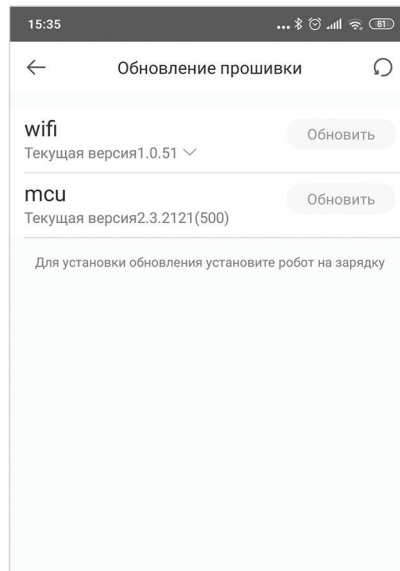 15:35
81
Обновление прошивки
wifi
Обновить
Текущая версия1.0.51
mcu
Обновить
Текущая версия2.3.2121(500)
Для установки обновления установите робот на зарядку